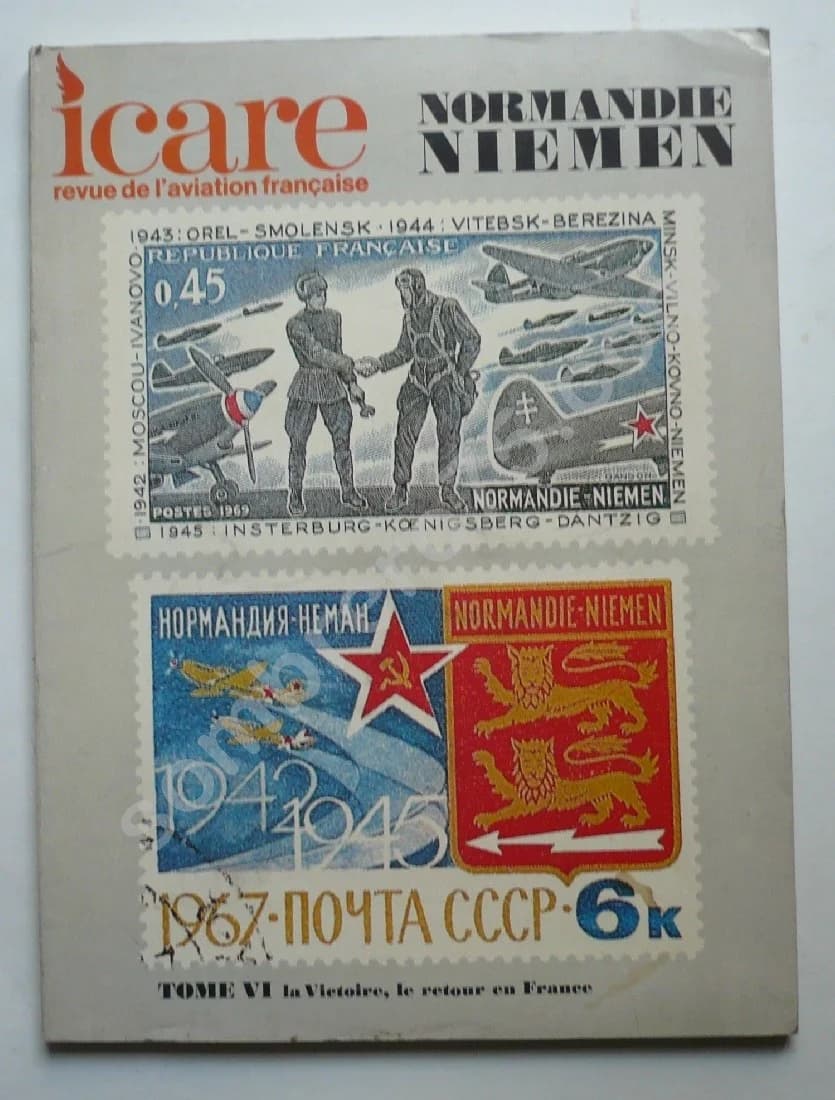 icare
revue de l'aviation française
NORMANDIE
NIEMEN
1943 : OREL - SMOLENSK · 1944 : VITEBSK - BEREZINA
MINSK-VILNO-KOVNO-NIEMEN
· 1942 : MOSCOU - IVANOVO
REPUBLIQUE FRANÇAISE
0,45
GANDON
NORMANDIE-NIEMEN
POSTES 1969
1945 : INSTERBURG - KŒNIGSBERG - DANTZIG
НОРМАНДИЯ-НЕМАН
NORMANDIE-NIEMEN
1942
1945
1967·ПОЧТА СССР·6к
TOME VI la Victoire, le retour en France